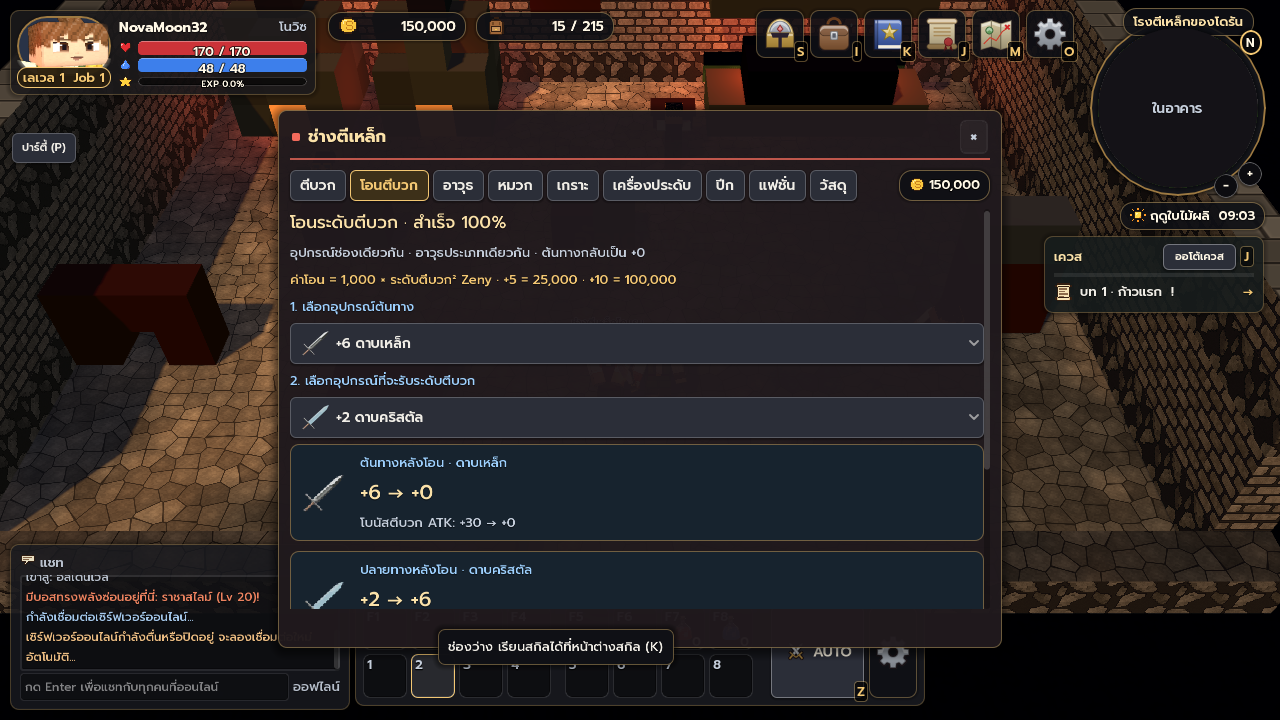 NovaMoon32
โนวิช
170 / 170
48 / 48
EXP 0.0%
เลเวล 1 Job 1
150,000
15 / 215
S
I
K
J
M
O
โรงตีเหล็กของไดรัน
N
ในอาคาร
+
-
ฤดูใบไม้ผลิ 09:03
ปาร์ตี้ (P)
เควส
ออโต้เควส
J
บท 1 · ก้าวแรก !
→
ช่างตีเหล็ก
×
ตีบวก
โอนตีบวก
อาวุธ
หมวก
เกราะ
เครื่องประดับ
ปีก
แฟชั่น
วัสดุ
150,000
โอนระดับตีบวก · สำเร็จ 100%
อุปกรณ์ช่องเดียวกัน · อาวุธประเภทเดียวกัน · ต้นทางกลับเป็น +0
ค่าโอน = 1,000 × ระดับตีบวก² Zeny · +5 = 25,000 · +10 = 100,000
1. เลือกอุปกรณ์ต้นทาง
+6 ดาบเหล็ก
2. เลือกอุปกรณ์ที่จะรับระดับตีบวก
+2 ดาบคริสตัล
ต้นทางหลังโอน · ดาบเหล็ก
+6 → +0
โบนัสตีบวก ATK: +30 → +0
ปลายทางหลังโอน · ดาบคริสตัล
+2 → +6
แชท
มีบอสทรงพลังซ่อนอยู่ที่นี่: ราชาสไลม์ (Lv 20)!
กำลังเชื่อมต่อเซิร์ฟเวอร์ออนไลน์…
เซิร์ฟเวอร์ออนไลน์กำลังตื่นหรือปิดอยู่ จะลองเชื่อม
อัตโนมัติ…
กด Enter เพื่อแชทกับทุกคนที่ออนไลน์
ออฟไลน์
ช่องว่าง เรียนสกิลได้ที่หน้าต่างสกิล (K)
1
2
8
AUTO
Z